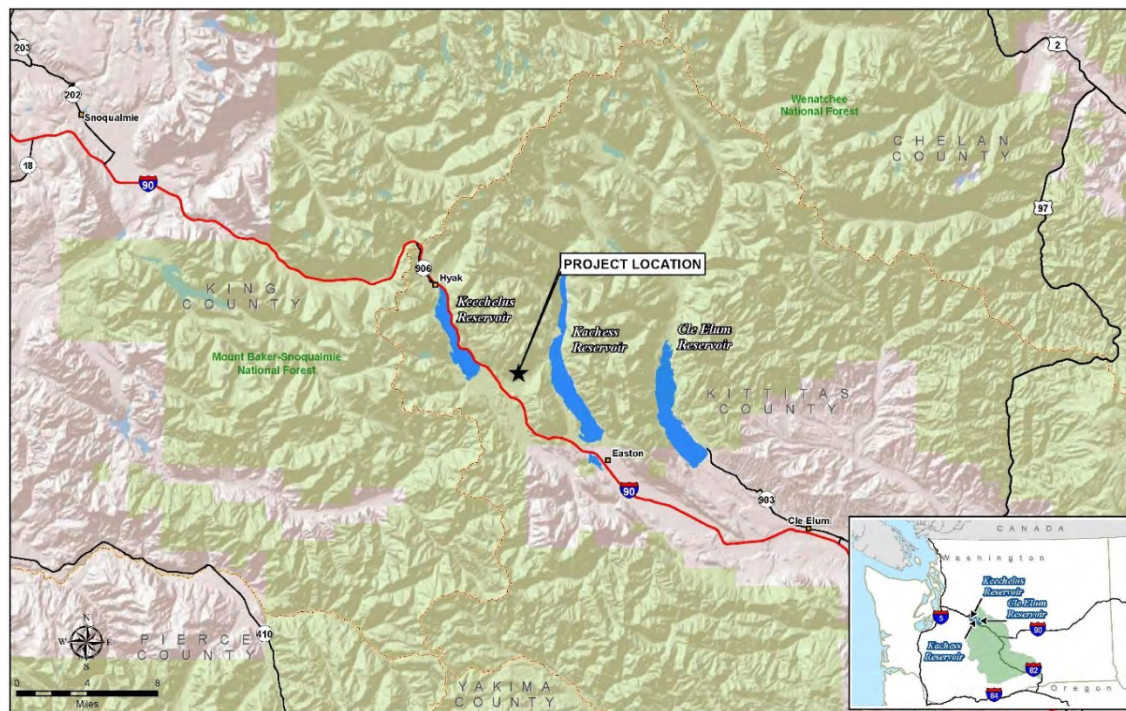 203
202
Snoqualmie
18
90
2
Wenatchee
National Forest
CHELAN
COUNTY
97
906
Hyak
PROJECT LOCATION
KING
COUNTY
Keechelus
Reservoir
Kachess
Reservoir
Cle Elum
Reservoir
Mount Baker-Snoqualmie
National Forest
KITTITAS
COUNTY
Easton
90
903
Cle Elum
410
N
W
E
S
PIERCE
COUNTY
YAKIMA
COUNTY
0 4 8
Miles
CANADA
Washington
Keechelus
Reservoir
Cle Elum
Reservoir
5
90
Kachess
Reservoir
82
Oregon
84